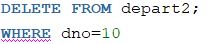 DELETE FROM depart2;
WHERE dno=10